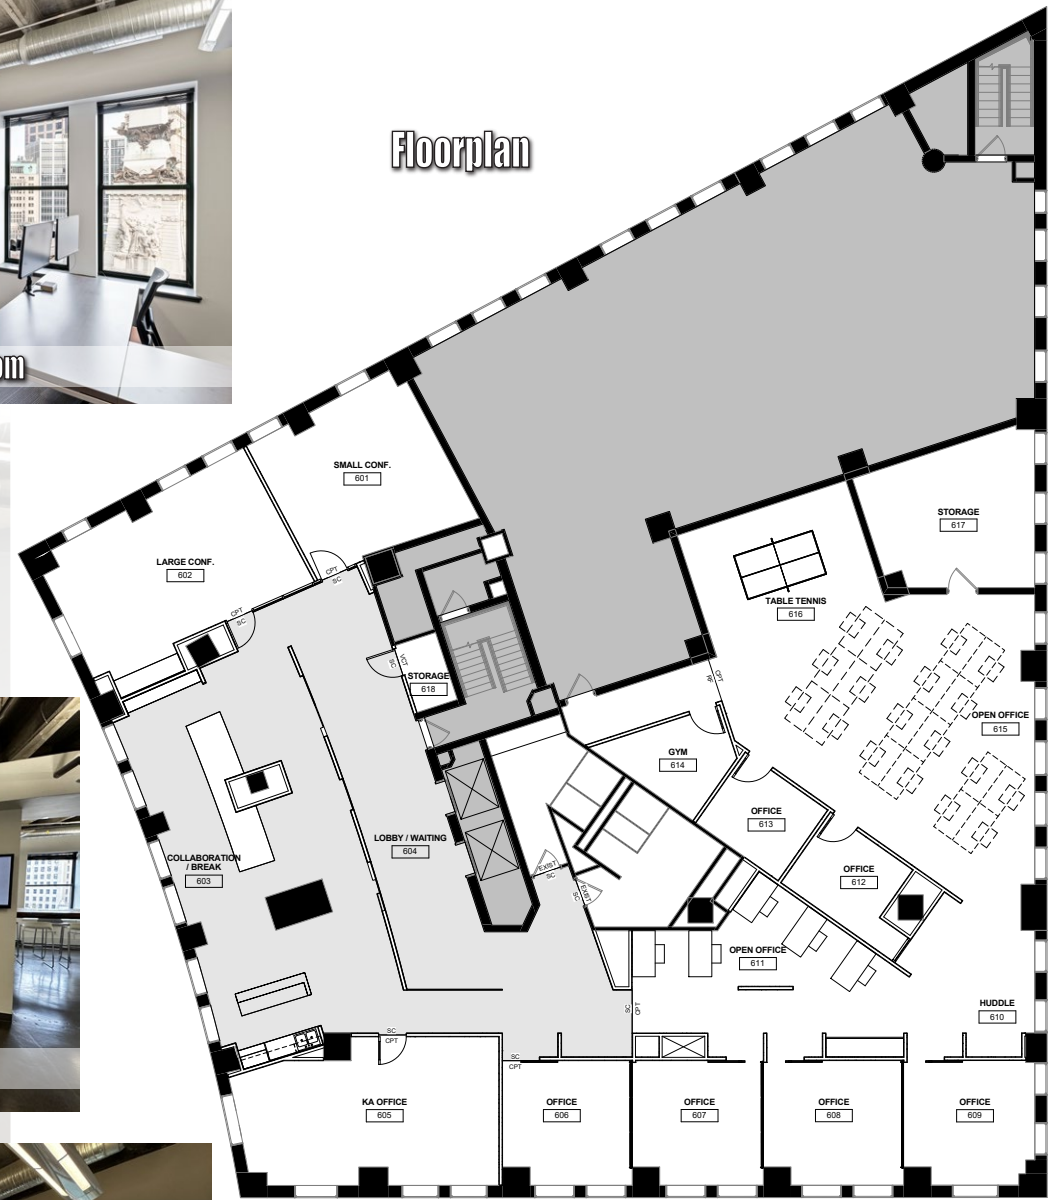 Floorplan
om
SMALL CONF.
601
LARGE CONF.
602
CPT
SC
CPT
SC
STORAGE
617
TABLE TENNIS
616
VCT
SC
STORAGE
618
CPT
RF
OPEN OFFICE
615
GYM
614
OFFICE
613
LOBBY / WAITING
604
COLLABORATION
/ BREAK
603
EXIST
SC
EXIST
SC
OFFICE
612
OPEN OFFICE
611
HUDDLE
610
SC
CPT
SC
CPT
SC
CPT
KA OFFICE
605
OFFICE
606
OFFICE
607
OFFICE
608
OFFICE
609